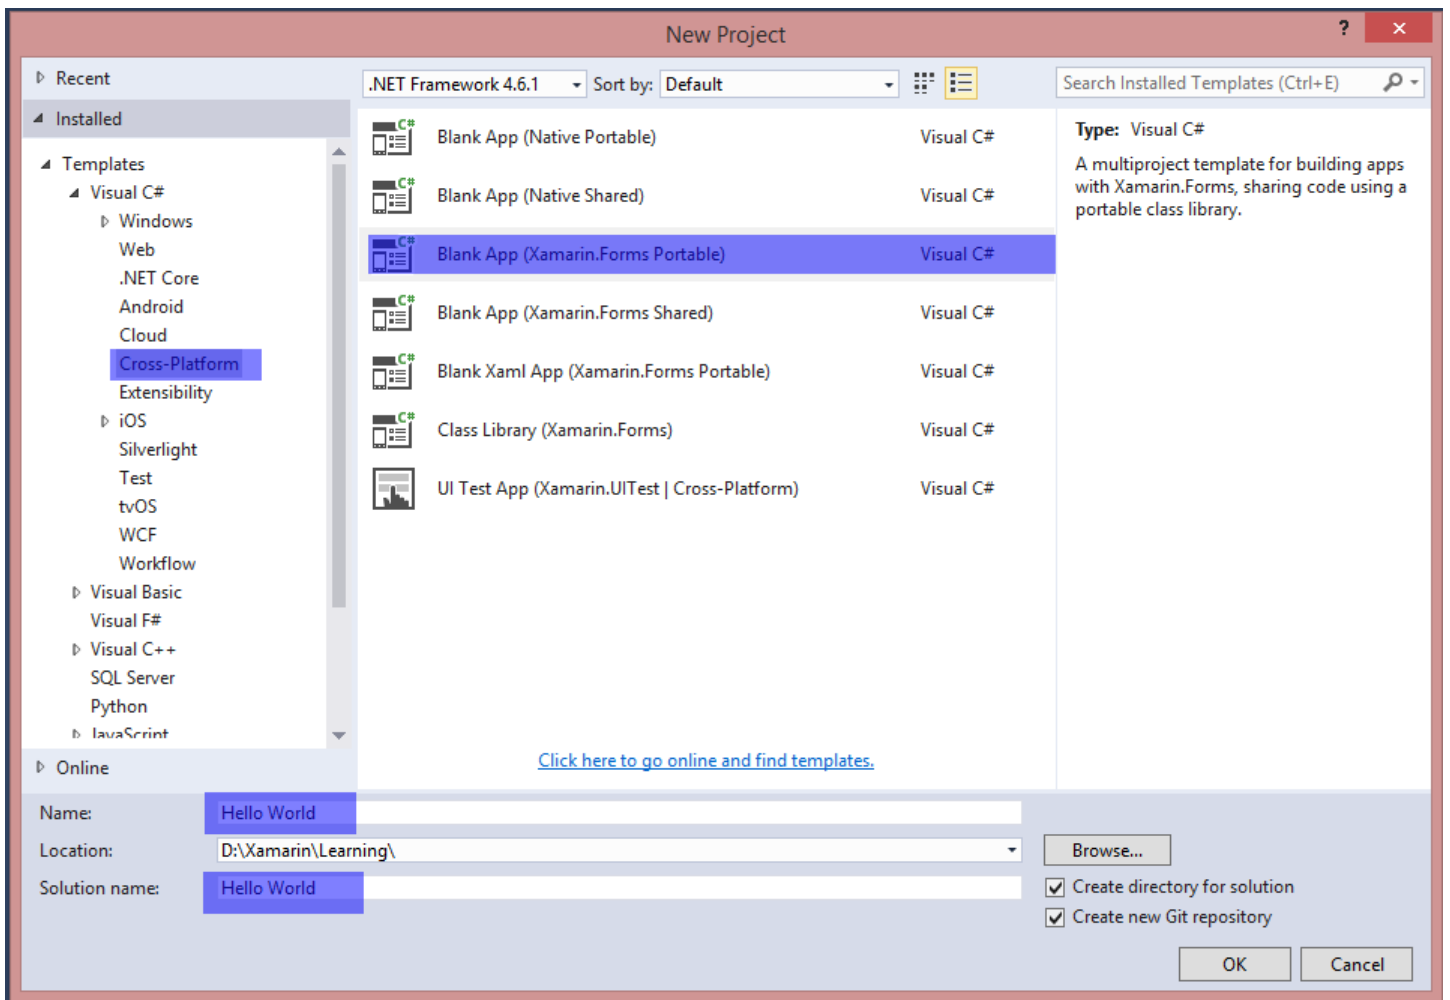 New Project
?
Recent
.NET Framework 4.6.1
Sort by: Default
Search Installed Templates (Ctrl+E)
Installed
Templates
Visual C#
Windows
Web
.NET Core
Android
Cloud
Cross-Platform
Extensibility
iOS
Silverlight
Test
tvOS
WCF
Workflow
Visual Basic
Visual F#
Visual C++
SQL Server
Python
JavaScript
Online
C# Blank App (Native Portable) Visual C#
C# Blank App (Native Shared) Visual C#
C# Blank App (Xamarin.Forms Portable) Visual C#
C# Blank App (Xamarin.Forms Shared) Visual C#
C# Blank Xaml App (Xamarin.Forms Portable) Visual C#
C# Class Library (Xamarin.Forms) Visual C#
UI Test App (Xamarin.UITest | Cross-Platform) Visual C#
Click here to go online and find templates.
Type: Visual C#
A multiproject template for building apps
with Xamarin.Forms, sharing code using a
portable class library.
Name: Hello World
Location: D:\Xamarin\Learning\
Browse...
Solution name: Hello World
Create directory for solution
Create new Git repository
OK
Cancel